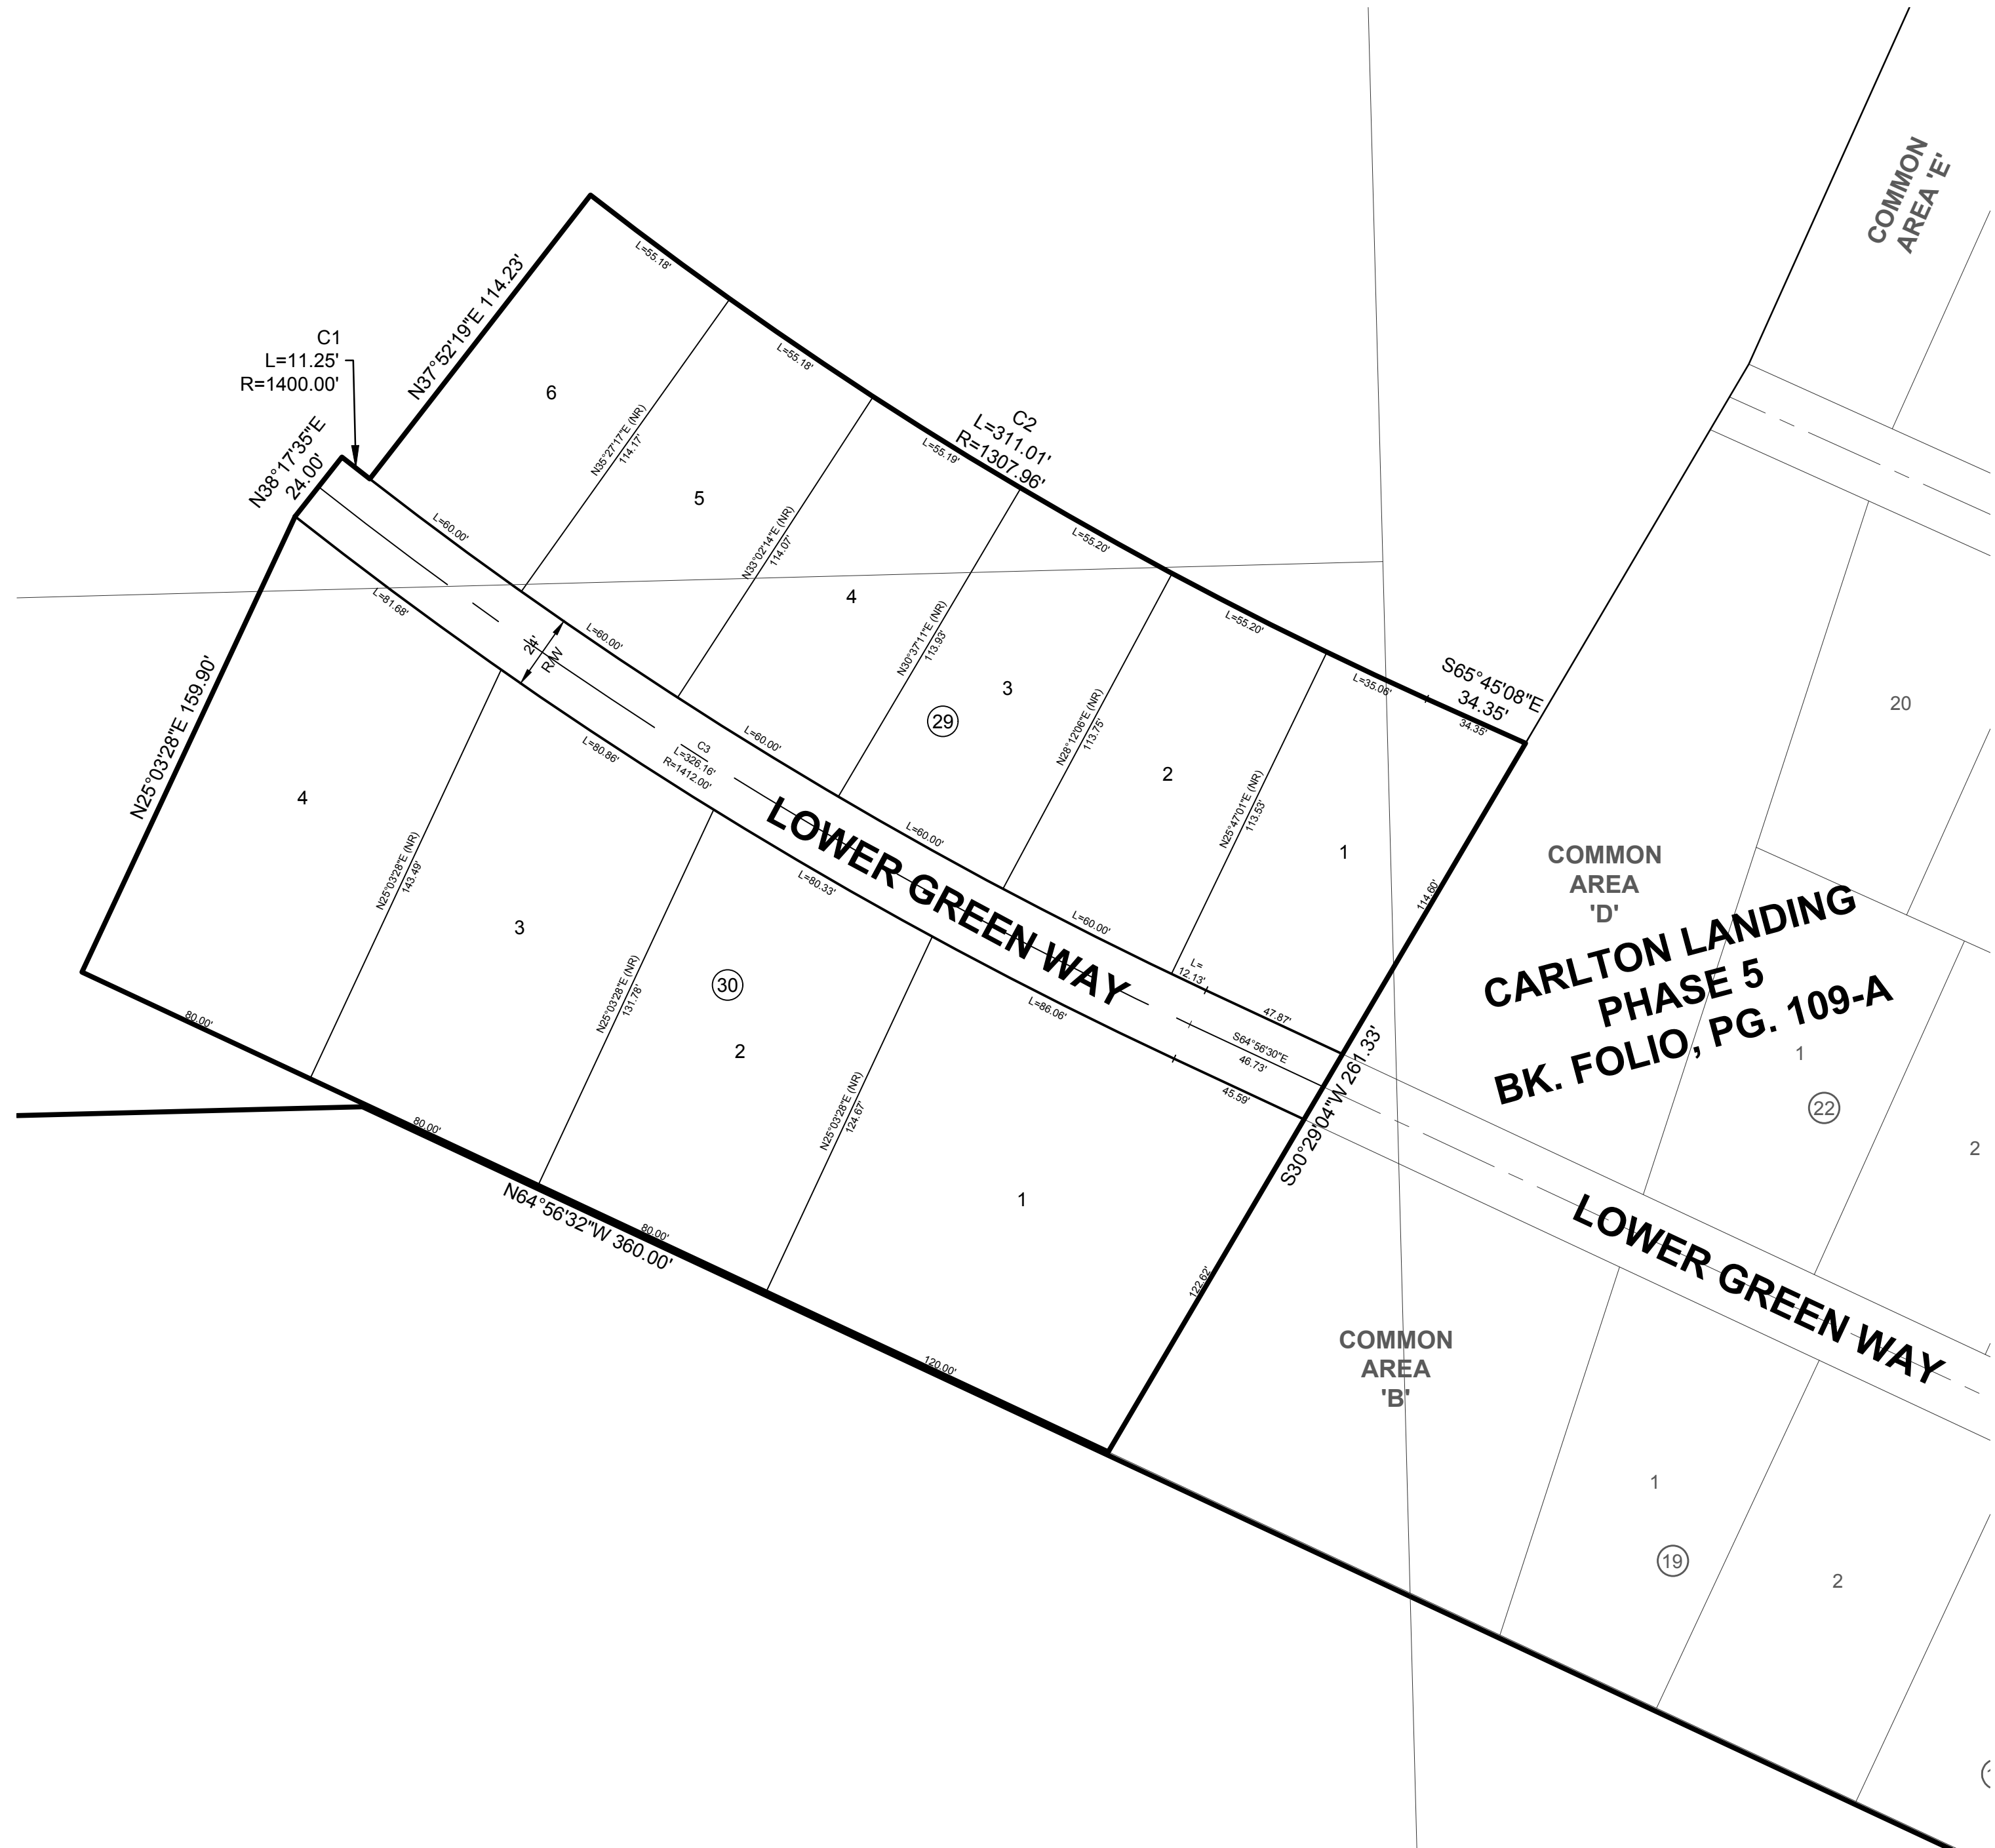 COMMON
AREA 'E'
L=55.18'
N37°52'19"E 114.23'
C1
L=11.25'
R=1400.00'
L=55.18'
6
N38°17'35"E
24.00'
N35°27'17"E (NR)
114.17'
C2
L=311.01'
R=1307.96'
L=55.19'
5
L=60.00'
N33°02'14"E (NR)
114.07'
L=55.20'
4
L=81.68'
24'
R/W
L=60.00'
N30°37'11"E (NR)
113.93'
L=55.20'
S65°45'08"E
34.35'
L=35.06'
34.35'
3
29
20
N25°03'28"E 159.90'
L=80.86'
C3
L=326.16'
R=1412.00'
L=60.00'
N28°12'06"E (NR)
113.75'
2
4
N25°47'01"E (NR)
113.53'
1
LOWER GREEN WAY
L=60.00'
N25°03'28"E (NR)
143.49'
L=80.33'
114.60'
COMMON
AREA
'D'
CARLTON LANDING
PHASE 5
BK. FOLIO, PG. 109-A
3
L=60.00'
L=
12.13'
30
N25°03'28"E (NR)
131.78'
L=86.06'
47.87'
S64°56'30"E
46.73'
45.59'
80.00'
2
1
22
2
S30°29'04"W 261.33'
N25°03'28"E (NR)
124.67'
80.00'
1
N64°56'32"W 360.00'
80.00'
122.62'
LOWER GREEN WAY
120.00'
COMMON
AREA
'B'
1
19
2